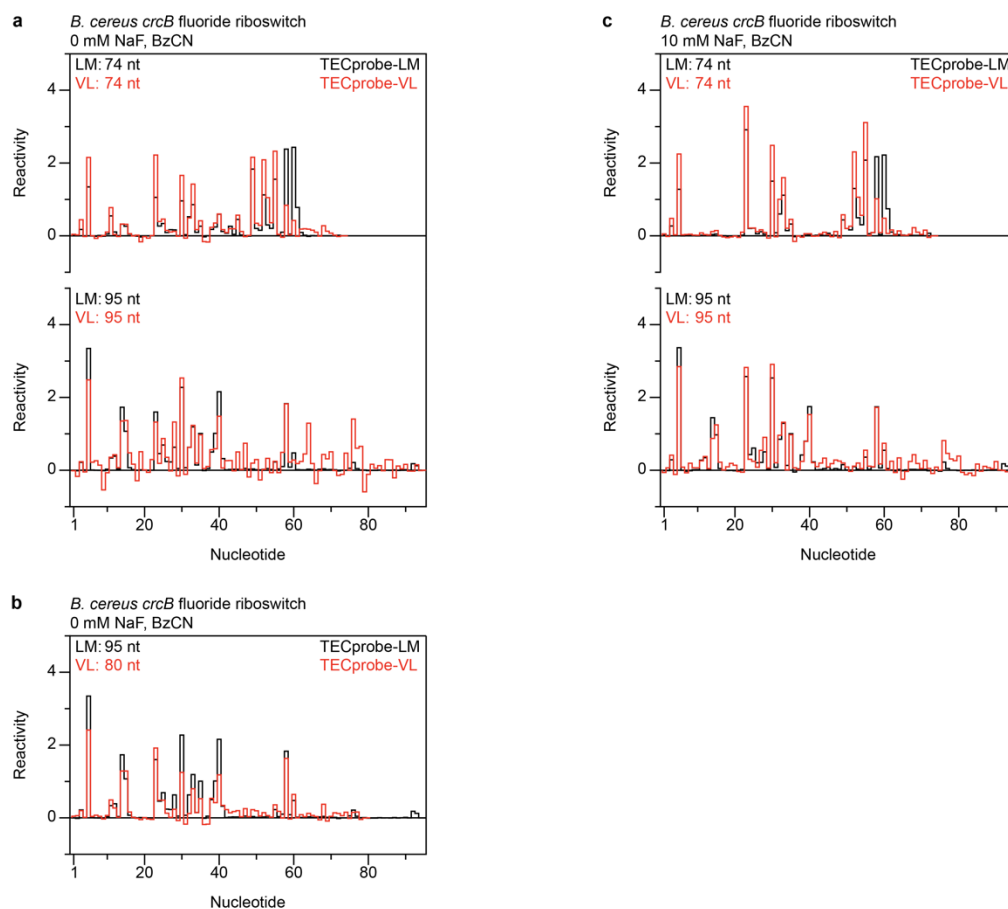 a
B. cereus crcB fluoride riboswitch
0 mM NaF, BzCN
LM: 74 nt
TECprobe-LM
VL: 74 nt
TECprobe-VL
4
2
0
Reactivity
LM: 95 nt
VL: 95 nt
4
2
0
Reactivity
1
20
40
60
80
Nucleotide
b
B. cereus crcB fluoride riboswitch
0 mM NaF, BzCN
LM: 95 nt
TECprobe-LM
VL: 80 nt
TECprobe-VL
4
2
0
Reactivity
1
20
40
60
80
Nucleotide
c
B. cereus crcB fluoride riboswitch
10 mM NaF, BzCN
LM: 74 nt
TECprobe-LM
VL: 74 nt
TECprobe-VL
4
2
0
Reactivity
LM: 95 nt
VL: 95 nt
4
2
0
Reactivity
1
20
40
60
80
Nucleotide